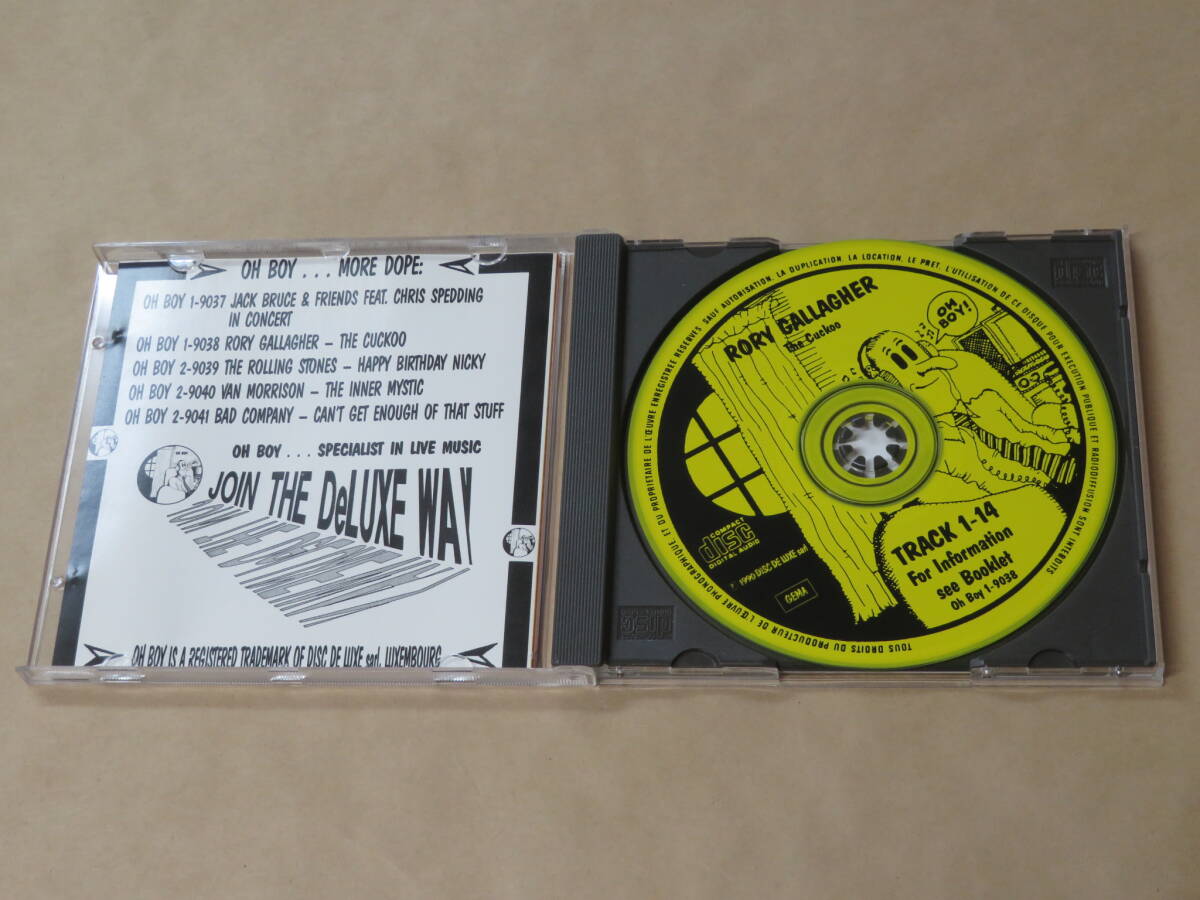 OH BOY . . . MORE DOPE:
OH BOY 1-9037 JACK BRUCE & FRIENDS FEAT. CHRIS SPEDDING
IN CONCERT
OH BOY 1-9038 RORY GALLAGHER – THE CUCKOO
OH BOY 2-9039 THE ROLLING STONES – HAPPY BIRTHDAY NICKY
OH BOY 2-9040 VAN MORRISON – THE INNER MYSTIC
OH BOY 2-9041 BAD COMPANY – CAN'T GET ENOUGH OF THAT STUFF
OH BOY . . . SPECIALIST IN LIVE MUSIC
JOIN THE DeLUXE WAY
OH BOY IS A REGISTERED TRADEMARK OF DISC DE LUXE sarl, LUXEMBOURG
TOUS DROITS DU PRODUCTEUR DE L'ŒUVRE PHONOGRAPHIQUE ET DU PROPRIETAIRE DE L'ŒUVRE ENREGISTREE RESERVES SAUF AUTORISATION. LA DUPLICATION. LA LOCATION. LE PRET. L'UTILISATION DE CE DISQUE POUR EXECUTION PUBLIQUE ET RADIODIFFUSION SONT INTERDITS
RORY GALLAGHER
The Cuckoo
OH BOY!
COMPACT
disc
DIGITAL AUDIO
1990 DISC DE LUXE sarl
GEMA
TRACK 1-14
For Information
see Booklet
Oh Boy 1-9038